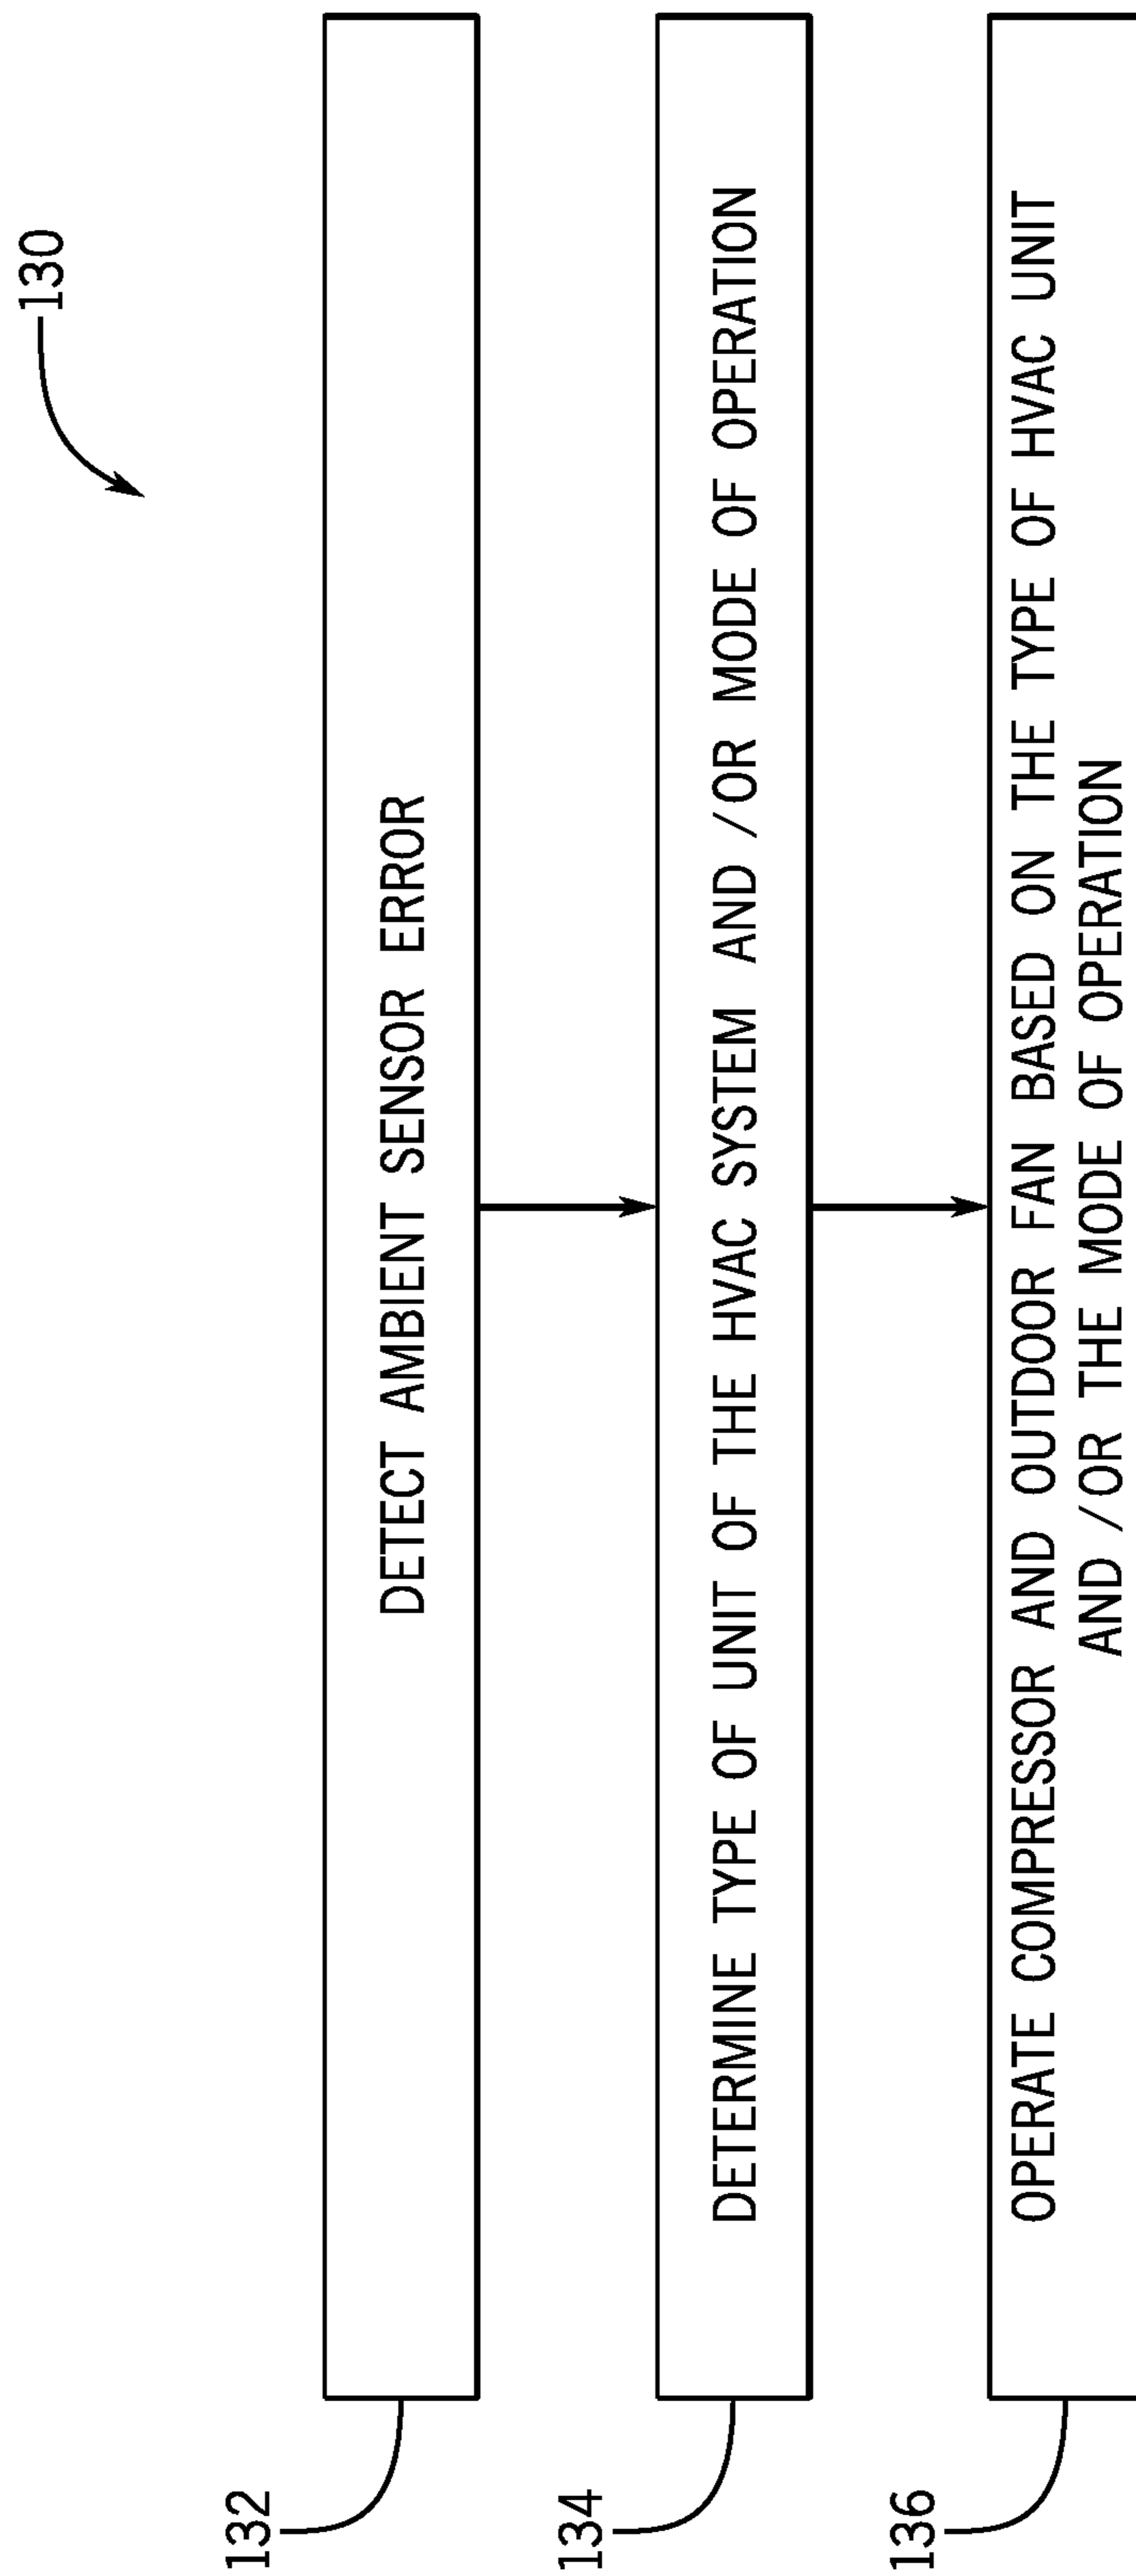 130
132
DETECT AMBIENT SENSOR ERROR
134
DETERMINE TYPE OF UNIT OF THE HVAC SYSTEM AND /OR MODE OF OPERATION
136
OPERATE COMPRESSOR AND OUTDOOR FAN BASED ON THE TYPE OF HVAC UNIT
AND /OR THE MODE OF OPERATION